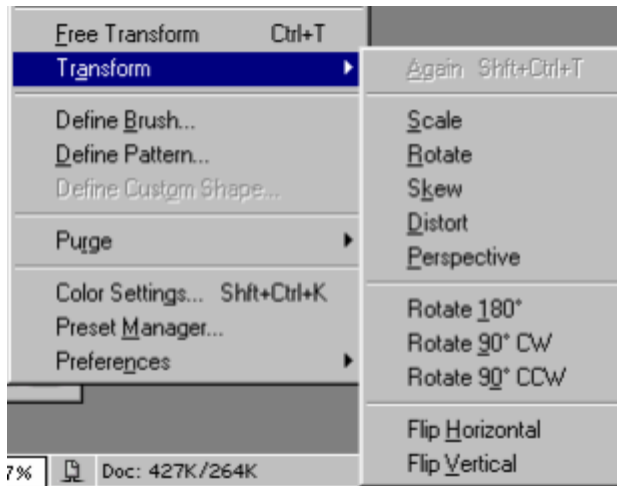 Free Transform Ctrl+T
Transform
Define Brush...
Define Pattern...
Define Custom Shape...
Purge
Color Settings... Shft+Ctrl+K
Preset Manager...
Preferences
Again Shft+Ctrl+T
Scale
Rotate
Skew
Distort
Perspective
Rotate 180°
Rotate 90° CW
Rotate 90° CCW
Flip Horizontal
Flip Vertical
7% Doc: 427K/264K